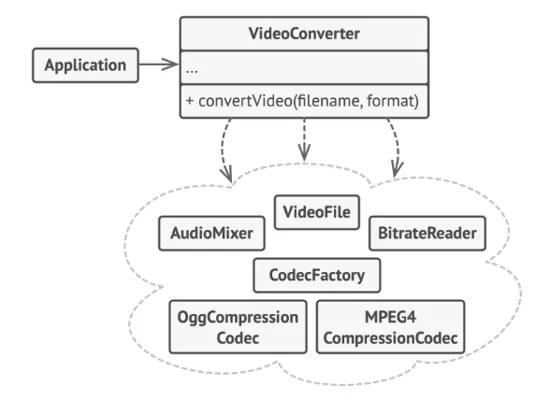 VideoConverter
Application
...
+ convertVideo(filename, format)
VideoFile
AudioMixer
BitrateReader
CodecFactory
OggCompression
Codec
MPEG4
CompressionCodec